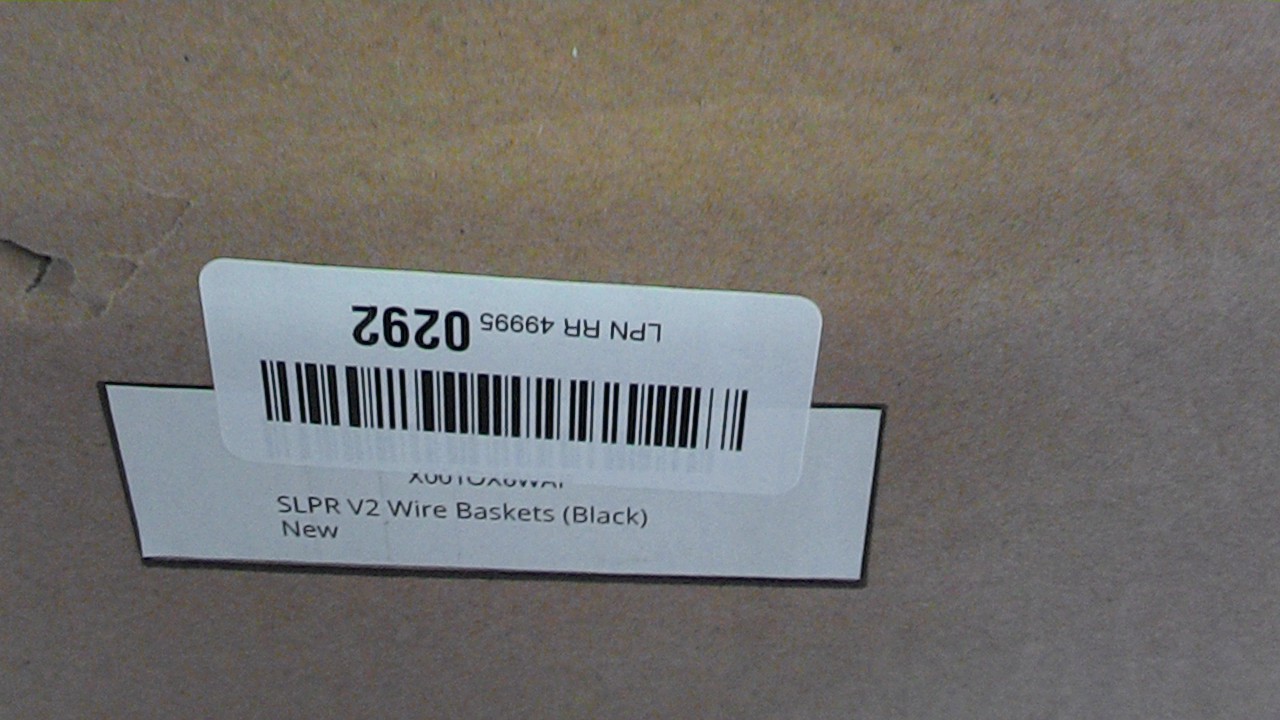 LPN RR 49995 0292
SLPR V2 Wire Baskets (Black)
New